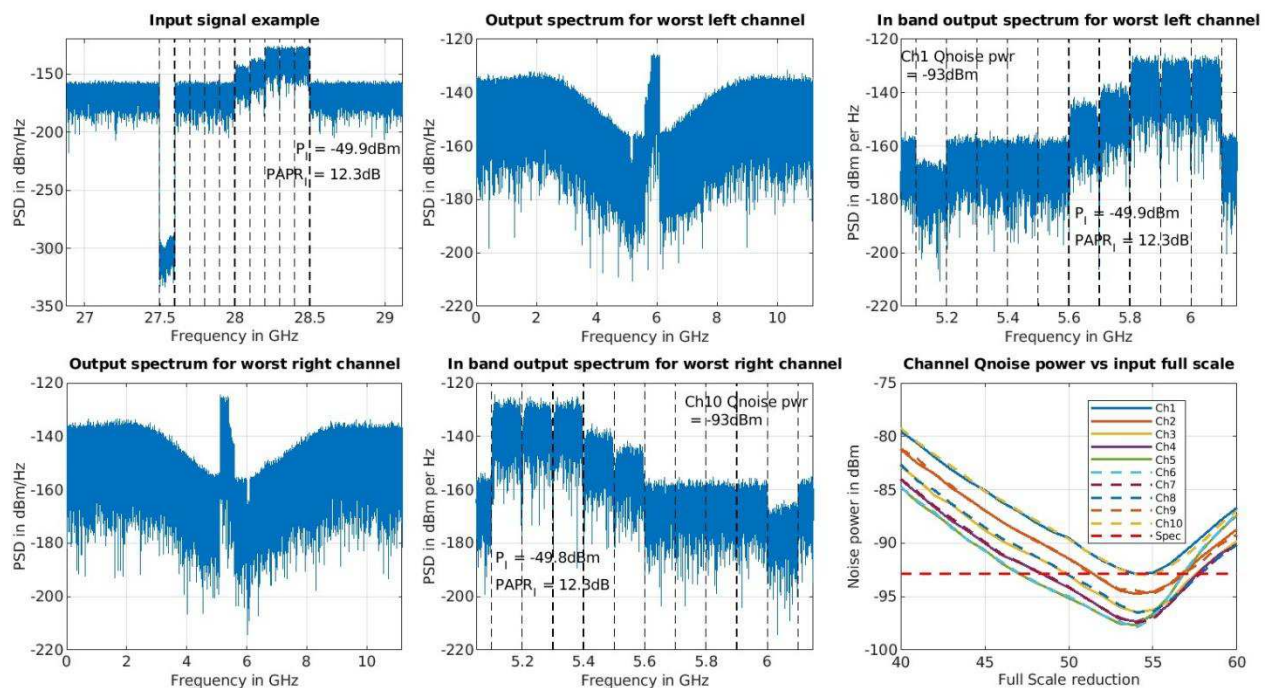 Input signal example
PSD in dBm/Hz
-150
-200
-250
-300
-350
P_I = -49.9dBm
PAPR_I = 12.3dB
27
27.5
28
28.5
29
Frequency in GHz
Output spectrum for worst left channel
PSD in dBm/Hz
-120
-140
-160
-180
-200
-220
0
2
4
6
8
10
Frequency in GHz
In band output spectrum for worst left channel
PSD in dBm per Hz
-120
-140
-160
-180
-200
-220
Ch1 Qnoise pwr
= -93dBm
P_I = -49.9dBm
PAPR_I = 12.3dB
5.2
5.4
5.6
5.8
6
Frequency in GHz
Output spectrum for worst right channel
PSD in dBm/Hz
-120
-140
-160
-180
-200
-220
0
2
4
6
8
10
Frequency in GHz
In band output spectrum for worst right channel
PSD in dBm per Hz
-120
-140
-160
-180
-200
-220
Ch10 Qnoise pwr
= -93dBm
P_I = -49.8dBm
PAPR_I = 12.3dB
5.2
5.4
5.6
5.8
6
Frequency in GHz
Channel Qnoise power vs input full scale
Noise power in dBm
-75
-80
-85
-90
-95
-100
Ch1
Ch2
Ch3
Ch4
Ch5
Ch6
Ch7
Ch8
Ch9
Ch10
Spec
40
45
50
55
60
Full Scale reduction